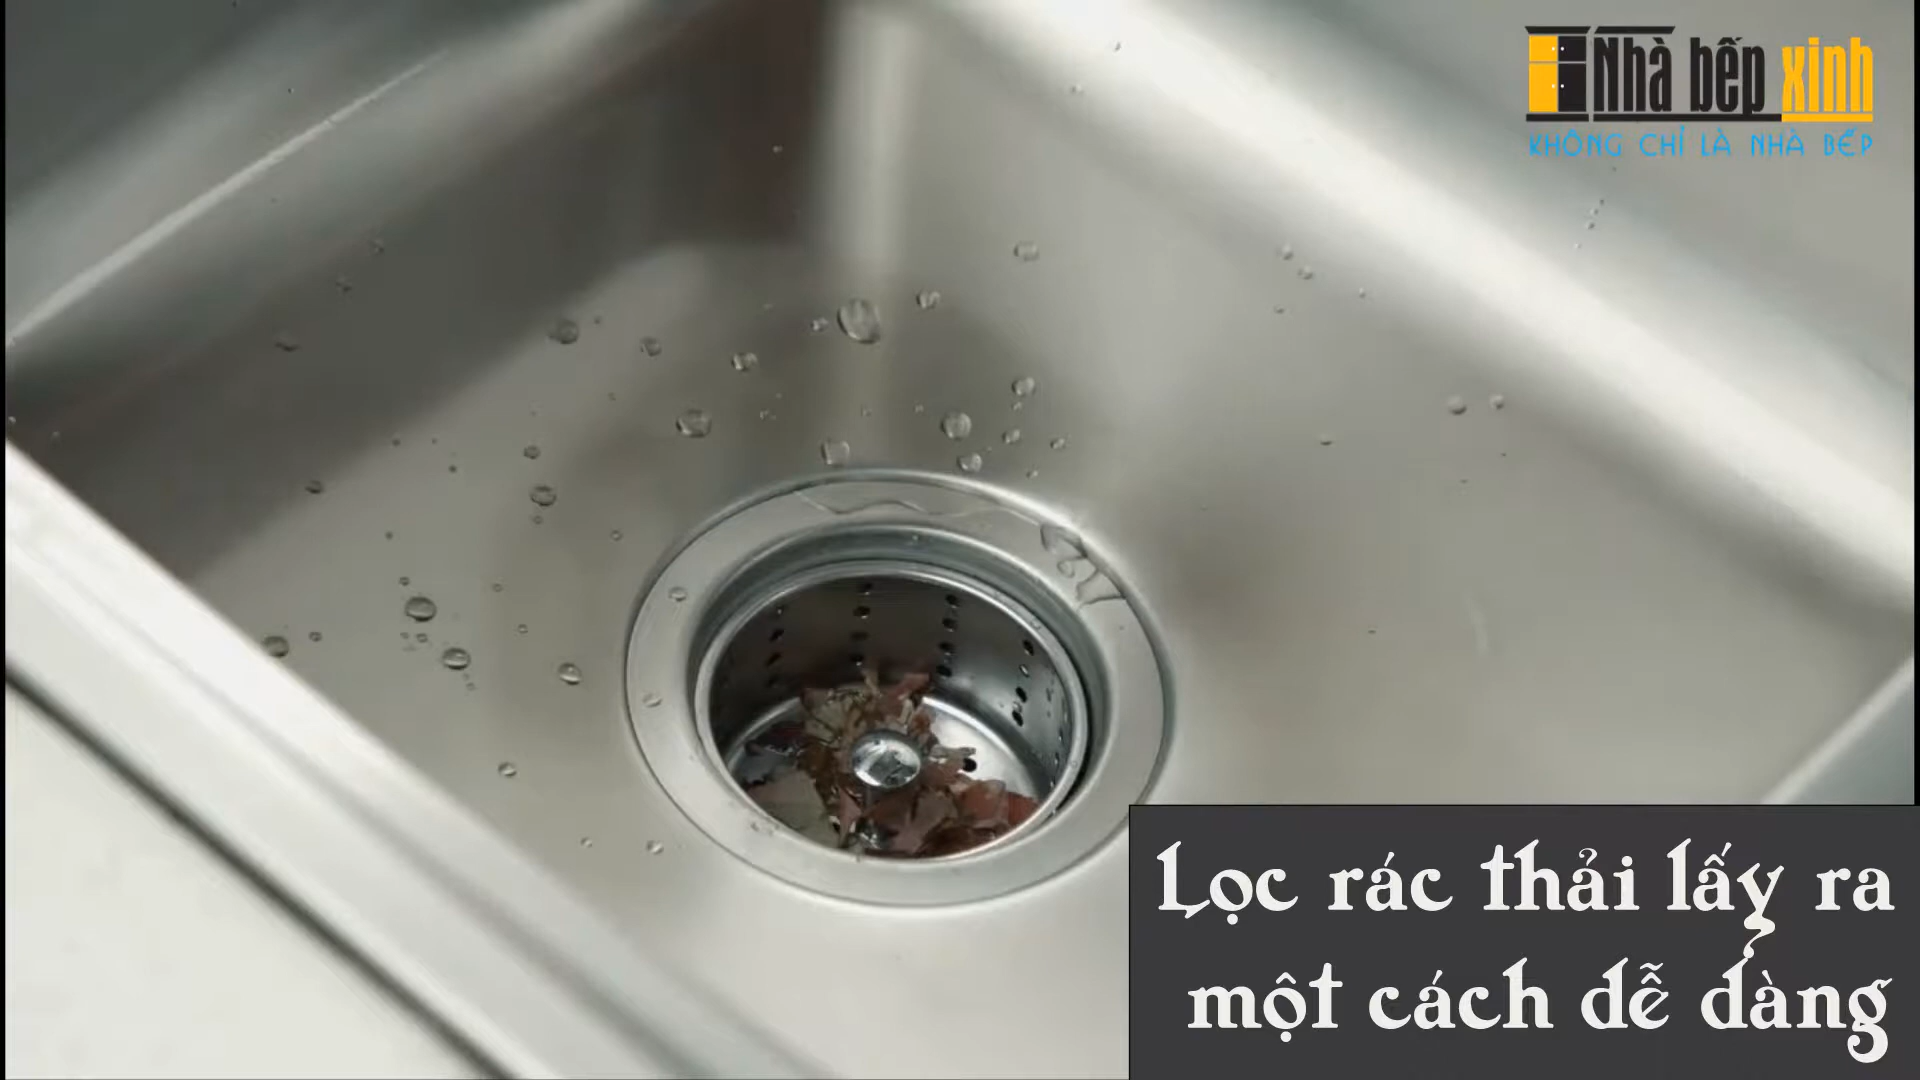 Nhà bếp xinh
KHÔNG CHỈ LÀ NHÀ BẾP
Lọc rác thải lấy ra
một cách dễ dàng